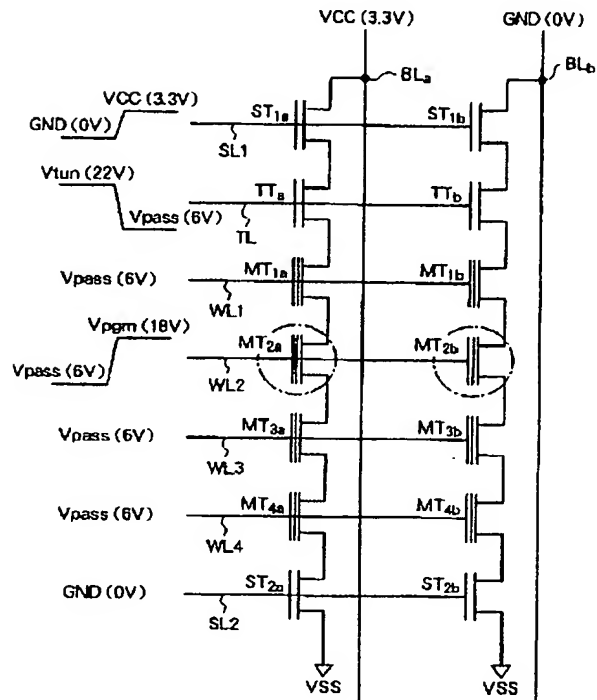 VCC (3.3V) GND (0V)
BLa BLb
VCC (3.3V)
GND (0V)
ST1a ST1b
SL1
Vtun (22V)
Vpass (6V)
TTa TTb
TL
Vpass (6V)
MT1a MT1b
WL1
Vpgm (18V)
Vpass (6V)
MT2a MT2b
WL2
Vpass (6V)
MT3a MT3b
WL3
Vpass (6V)
MT4a MT4b
WL4
GND (0V)
ST2a ST2b
SL2
VSS VSS